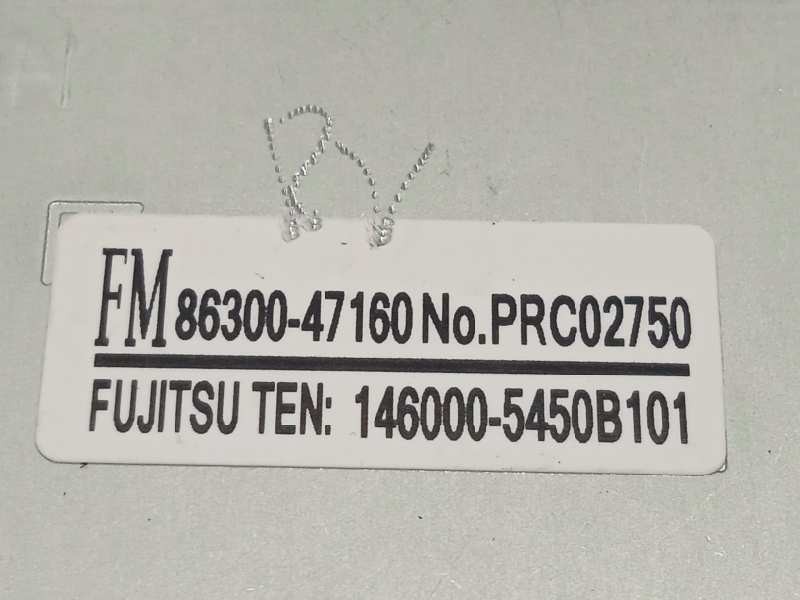 FM 86300-47160 No.PRC02750
FUJITSU TEN: 146000-5450B101